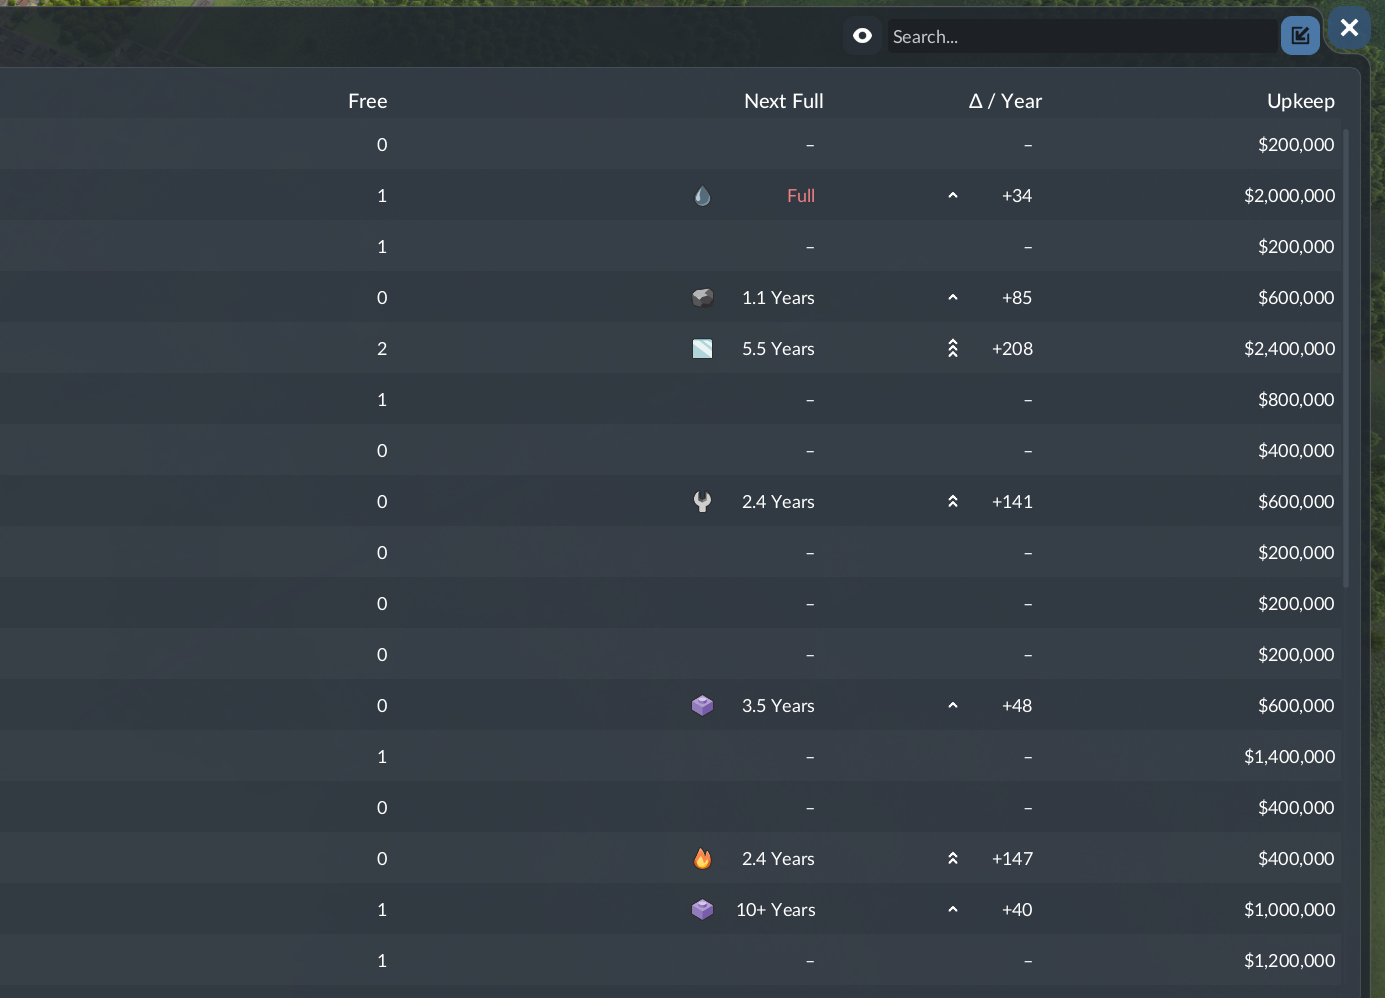 Search...
Free Next Full Δ / Year Upkeep
0 – – $200,000
1 Full +34 $2,000,000
1 – – $200,000
0 1.1 Years +85 $600,000
2 5.5 Years +208 $2,400,000
1 – – $800,000
0 – – $400,000
0 2.4 Years +141 $600,000
0 – – $200,000
0 – – $200,000
0 – – $200,000
0 3.5 Years +48 $600,000
1 – – $1,400,000
0 – – $400,000
0 2.4 Years +147 $400,000
1 10+ Years +40 $1,000,000
1 – – $1,200,000